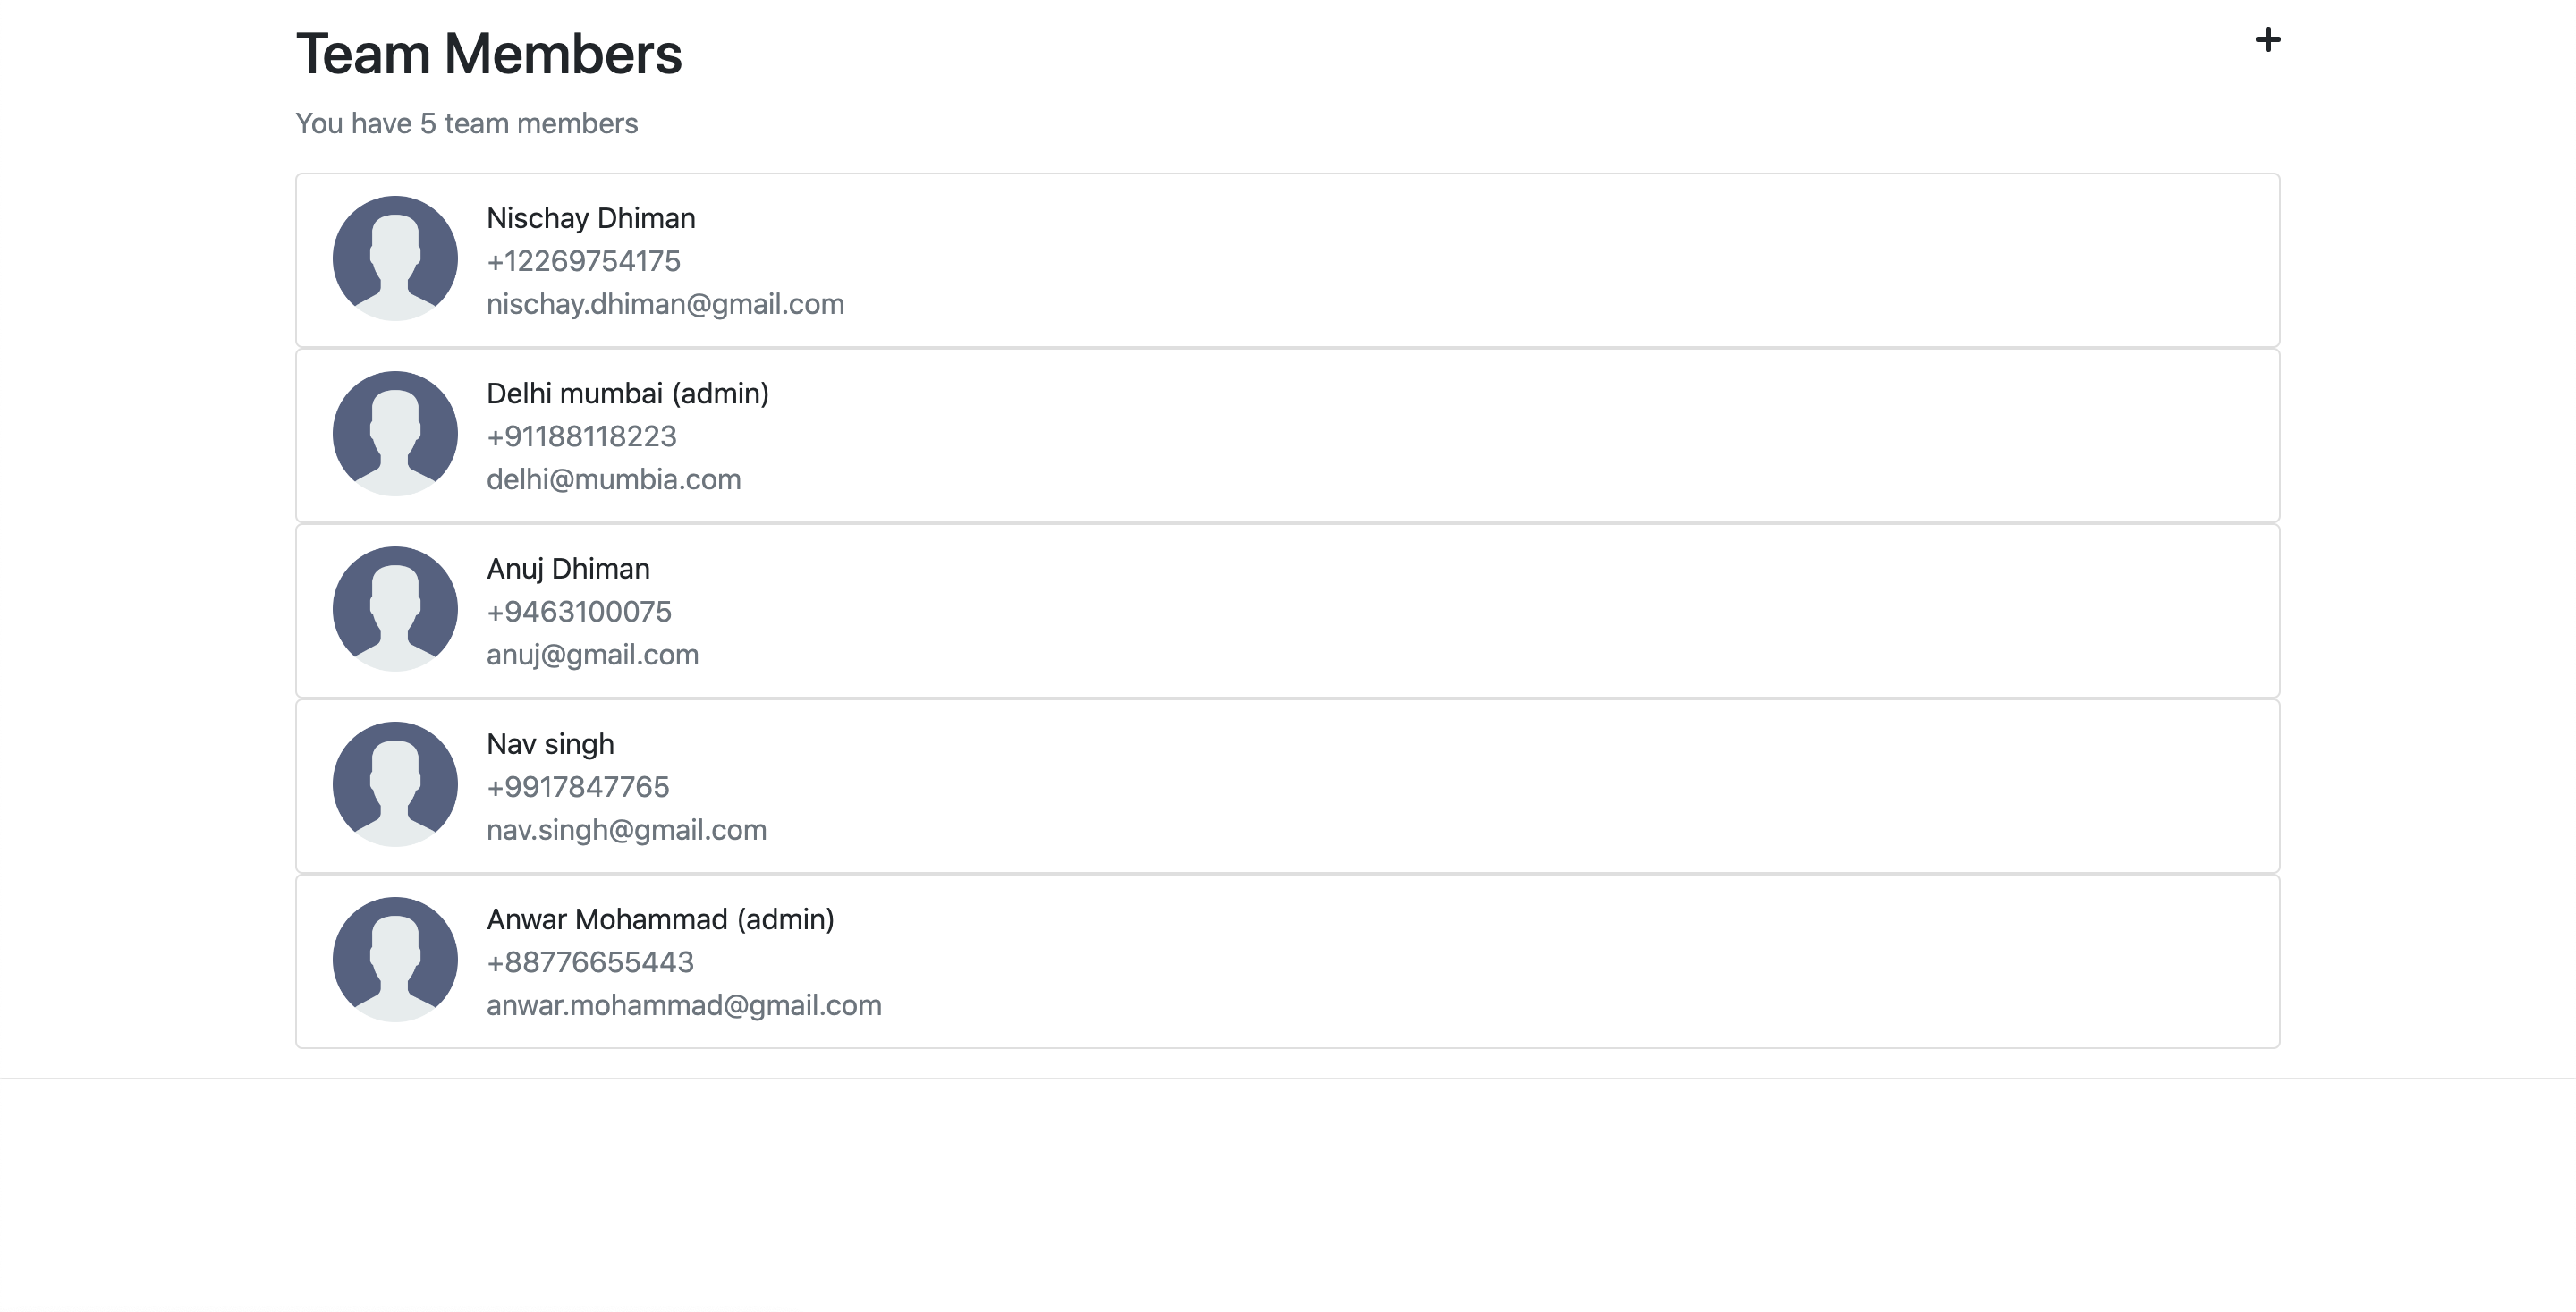 Team Members
+
You have 5 team members
Nischay Dhiman
+12269754175
nischay.dhiman@gmail.com
Delhi mumbai (admin)
+91188118223
delhi@mumbia.com
Anuj Dhiman
+9463100075
anuj@gmail.com
Nav singh
+9917847765
nav.singh@gmail.com
Anwar Mohammad (admin)
+88776655443
anwar.mohammad@gmail.com